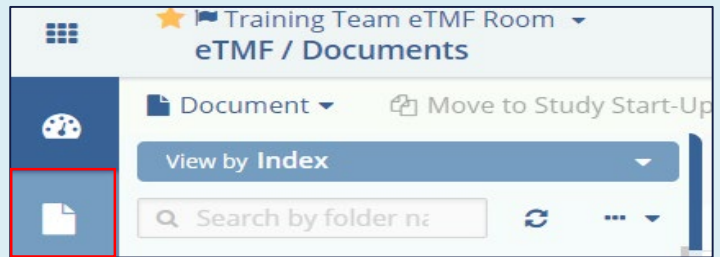 Training Team eTMF Room
eTMF / Documents
Document Move to Study Start-Up
View by Index
Search by folder na